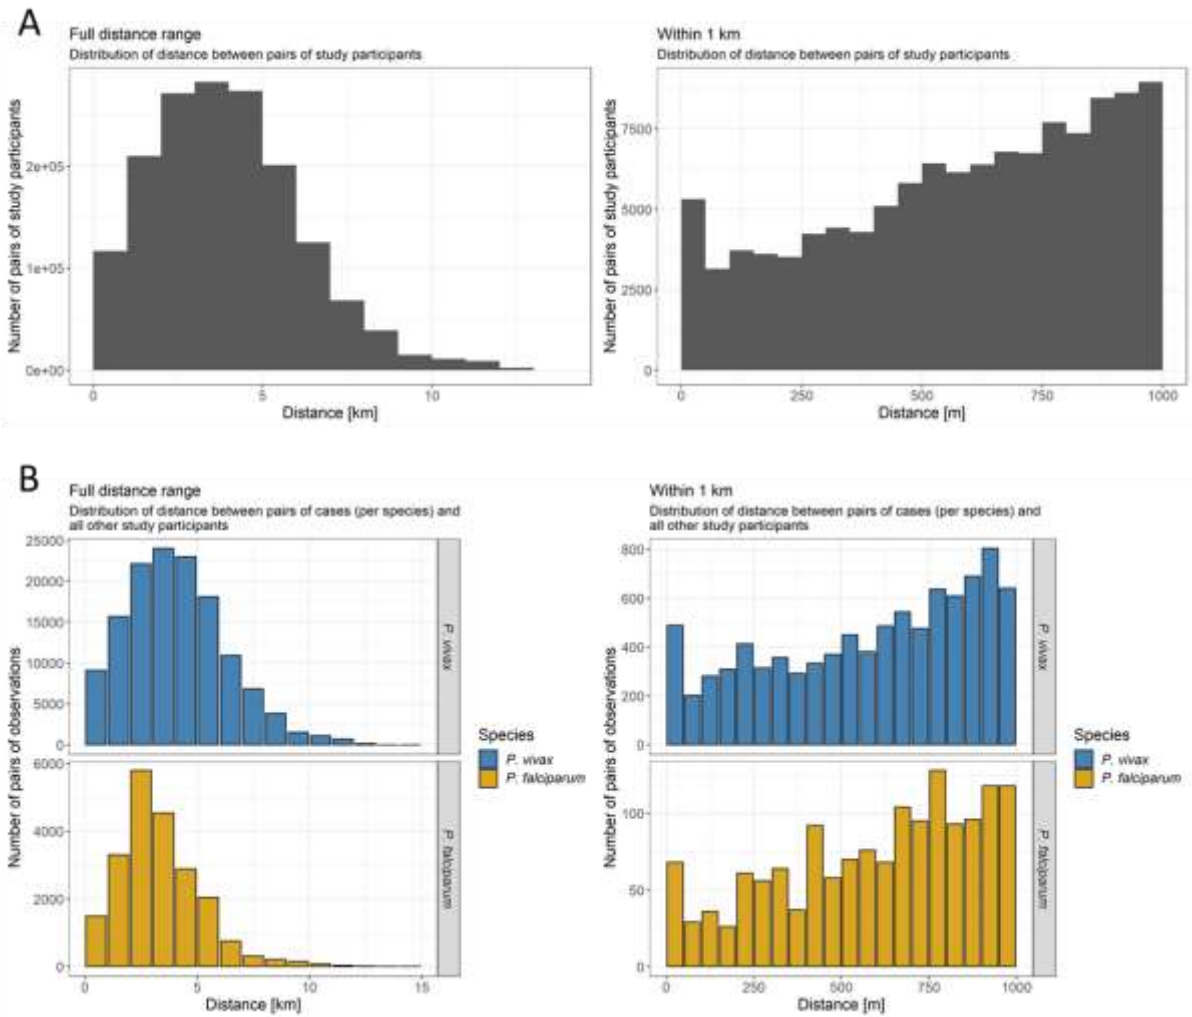 A
Full distance range
Distribution of distance between pairs of study participants
Number of pairs of study participants
2e+05
1e+05
0e+00
0
5
10
Distance [km]
Within 1 km
Distribution of distance between pairs of study participants
Number of pairs of study participants
7500
5000
2500
0
0
250
500
750
1000
Distance [m]
B
Full distance range
Distribution of distance between pairs of cases (per species) and
all other study participants
Number of pairs of observations
25000
20000
15000
10000
5000
0
P. vivax
6000
4000
2000
0
P. falciparum
0
5
10
15
Distance [km]
Species
P. vivax
P. falciparum
Within 1 km
Distribution of distance between pairs of cases (per species) and
all other study participants
Number of pairs of observations
800
600
400
200
0
P. vivax
100
50
0
P. falciparum
0
250
500
750
1000
Distance [m]
Species
P. vivax
P. falciparum